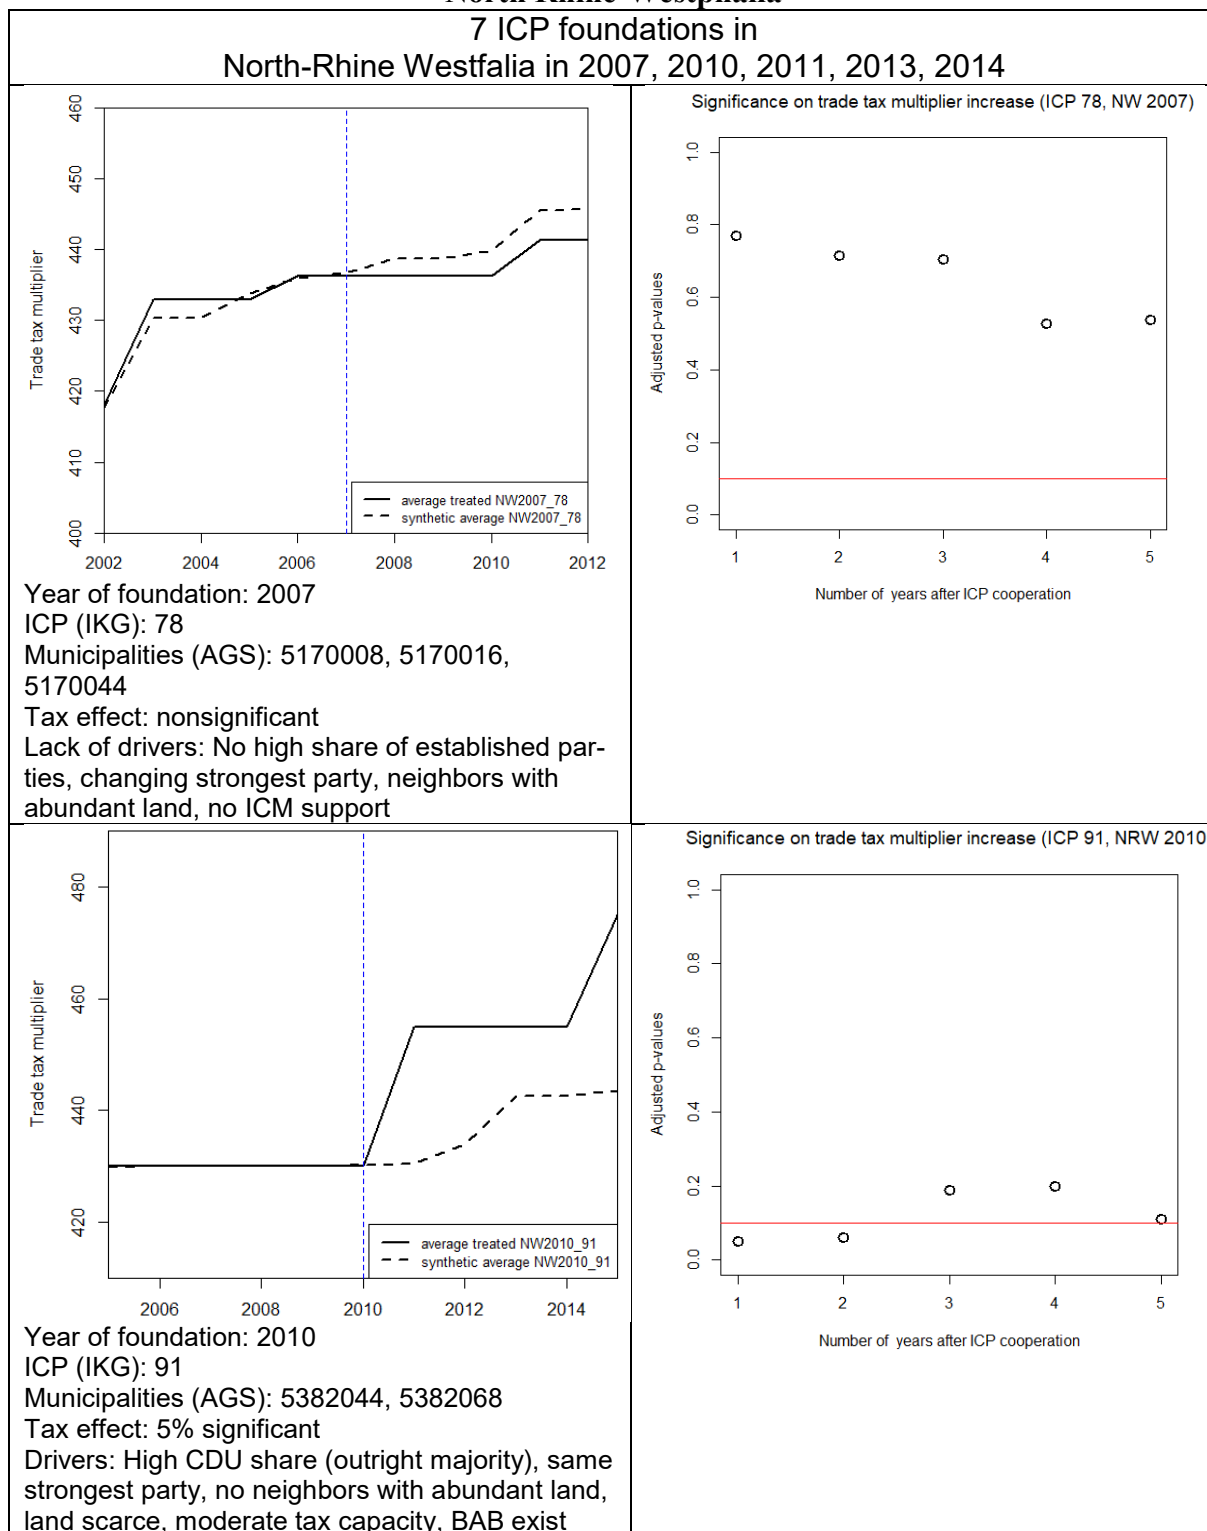 North Rhine-Westphalia
7 ICP foundations in
North-Rhine Westfalia in 2007, 2010, 2011, 2013, 2014
460
450
440
430
420
410
400
Trade tax multiplier
average treated NW2007_78
synthetic average NW2007_78
2002 2004 2006 2008 2010 2012
Year of foundation: 2007
ICP (IKG): 78
Municipalities (AGS): 5170008, 5170016,
5170044
Tax effect: nonsignificant
Lack of drivers: No high share of established par-
ties, changing strongest party, neighbors with
abundant land, no ICM support
Significance on trade tax multiplier increase (ICP 78, NW 2007)
1.0
0.8
0.6
0.4
0.2
0.0
Adjusted p-values
1 2 3 4 5
Number of years after ICP cooperation
480
460
440
420
Trade tax multiplier
average treated NW2010_91
synthetic average NW2010_91
2006 2008 2010 2012 2014
Year of foundation: 2010
ICP (IKG): 91
Municipalities (AGS): 5382044, 5382068
Tax effect: 5% significant
Drivers: High CDU share (outright majority), same
strongest party, no neighbors with abundant land,
land scarce, moderate tax capacity, BAB exist
Significance on trade tax multiplier increase (ICP 91, NRW 2010
1.0
0.8
0.6
0.4
0.2
0.0
Adjusted p-values
1 2 3 4 5
Number of years after ICP cooperation